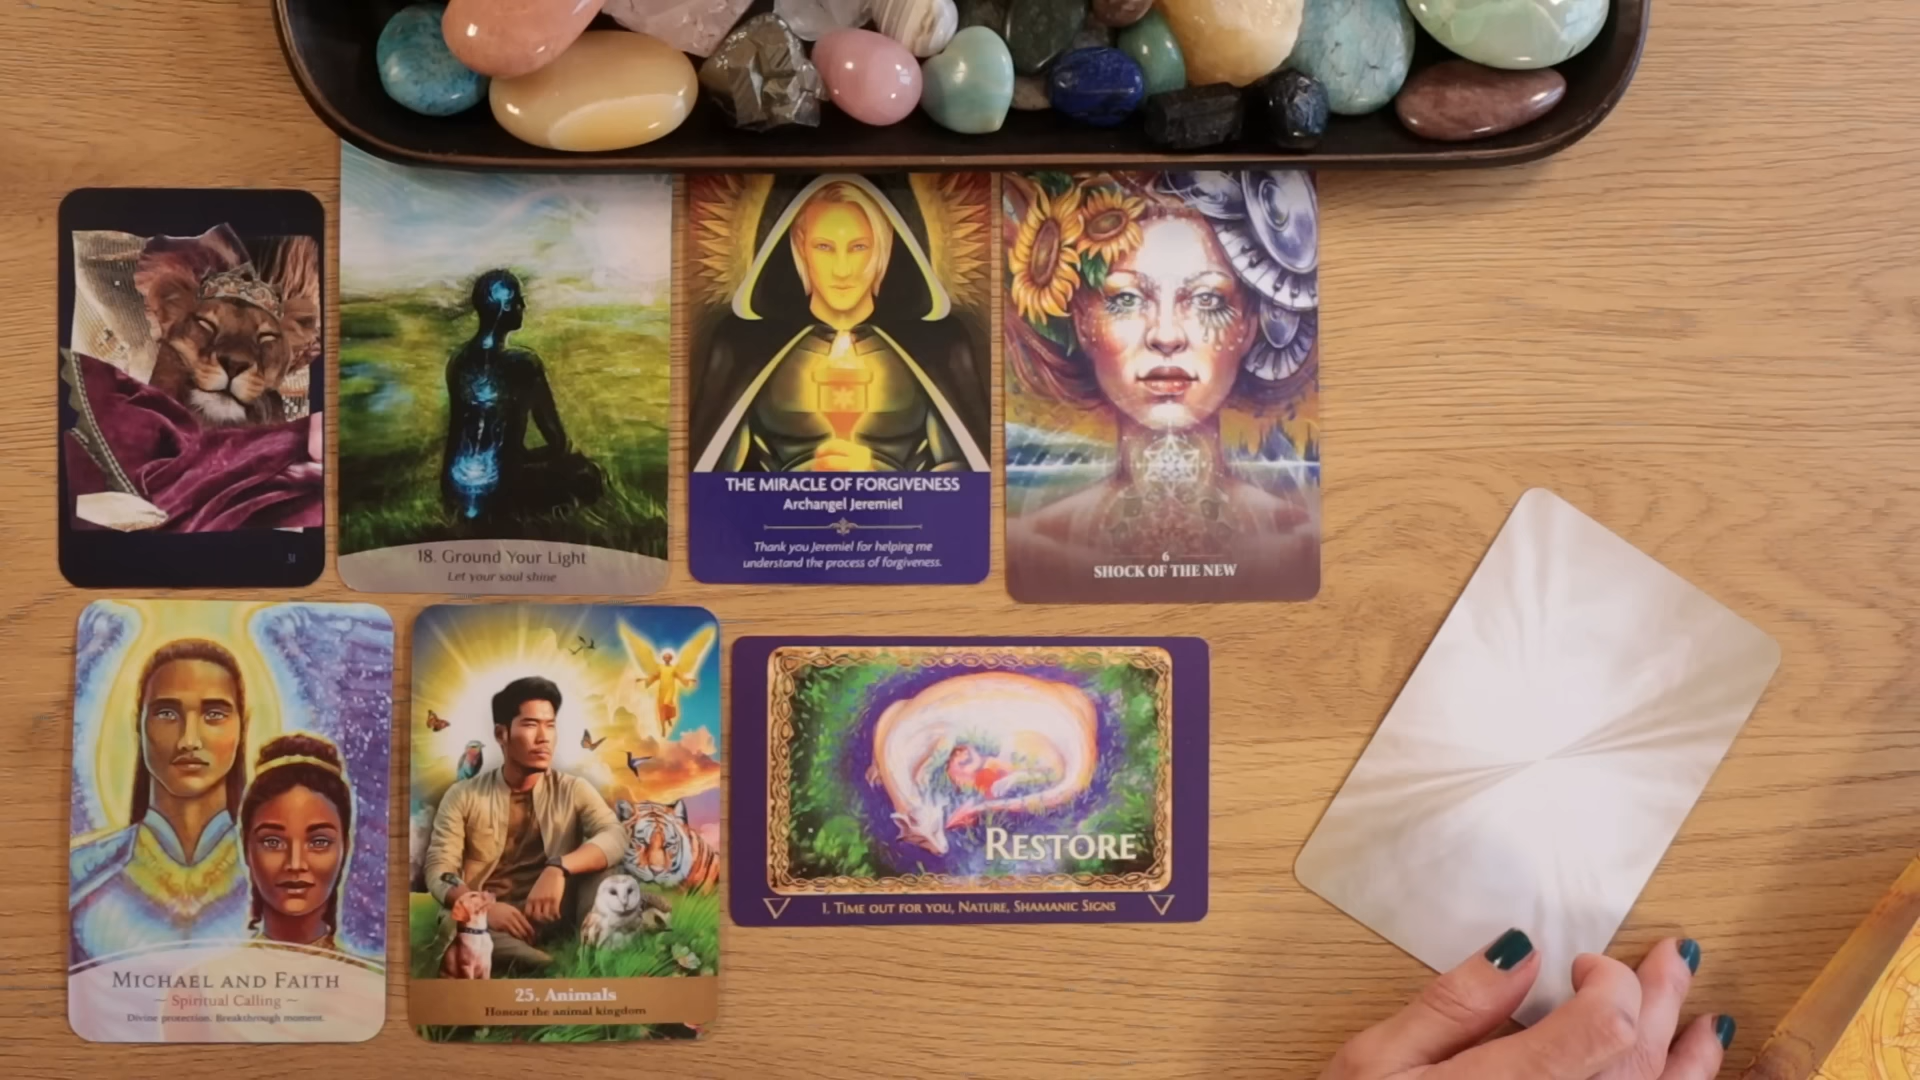 31
18. Ground Your Light
Let your soul shine
THE MIRACLE OF FORGIVENESS
Archangel Jeremiel
Thank you Jeremiel for helping me
understand the process of forgiveness.
6
SHOCK OF THE NEW
MICHAEL AND FAITH
~ Spiritual Calling ~
Divine protection. Breakthrough moment.
25. Animals
Honour the animal kingdom
RESTORE
1. TIME OUT FOR YOU, NATURE, SHAMANIC SIGNS